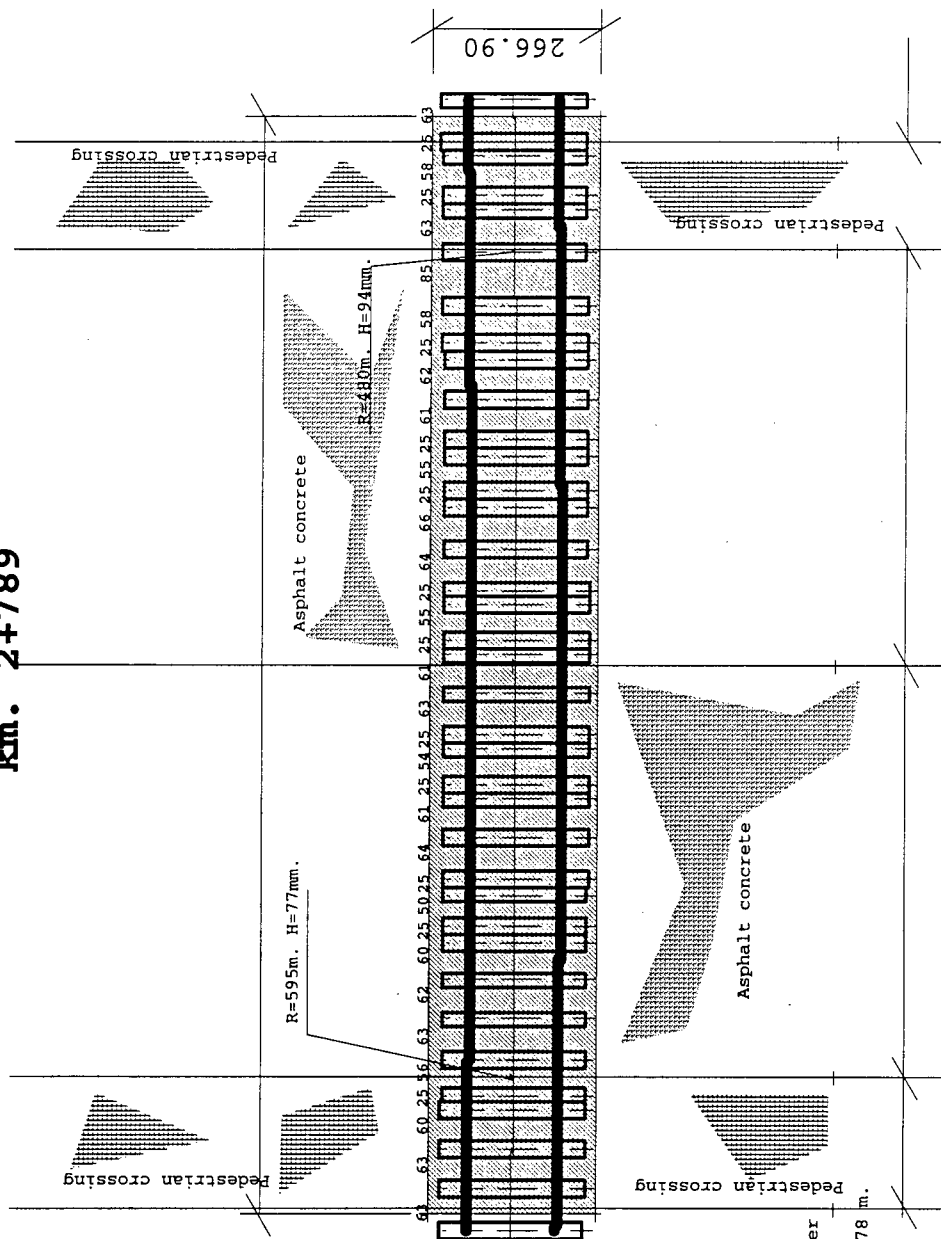 km. 2+789
Pedestrian crossing
Pedestrian crossing
Asphalt concrete
R=595m. H=77mm.
R=480m. H=94mm.
63 63 60 25 56 63 62 60 25 50 25 64 61 25 54 25 63 61 25 55 25 64 66 25 55 25 61 62 25 58 85 63 25 58 25 63
266.90
Asphalt concrete
Pedestrian crossing
Pedestrian crossing
78 m.